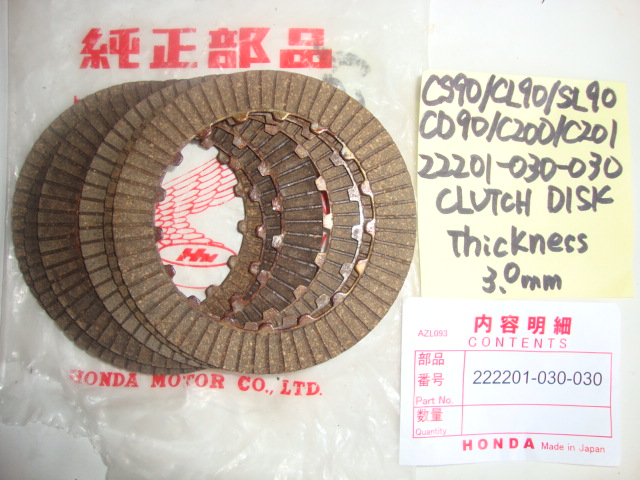 純正部品
HONDA MOTOR CO., LTD.
CS90/CL90/SL90
CD90/C200/C201
22201-030-030
CLUTCH DISK
Thickness
3.0mm
AZL093
内容明細
CONTENTS
部品
番号
Part No.
222201-030-030
数量
Quantity
HONDA Made in Japan